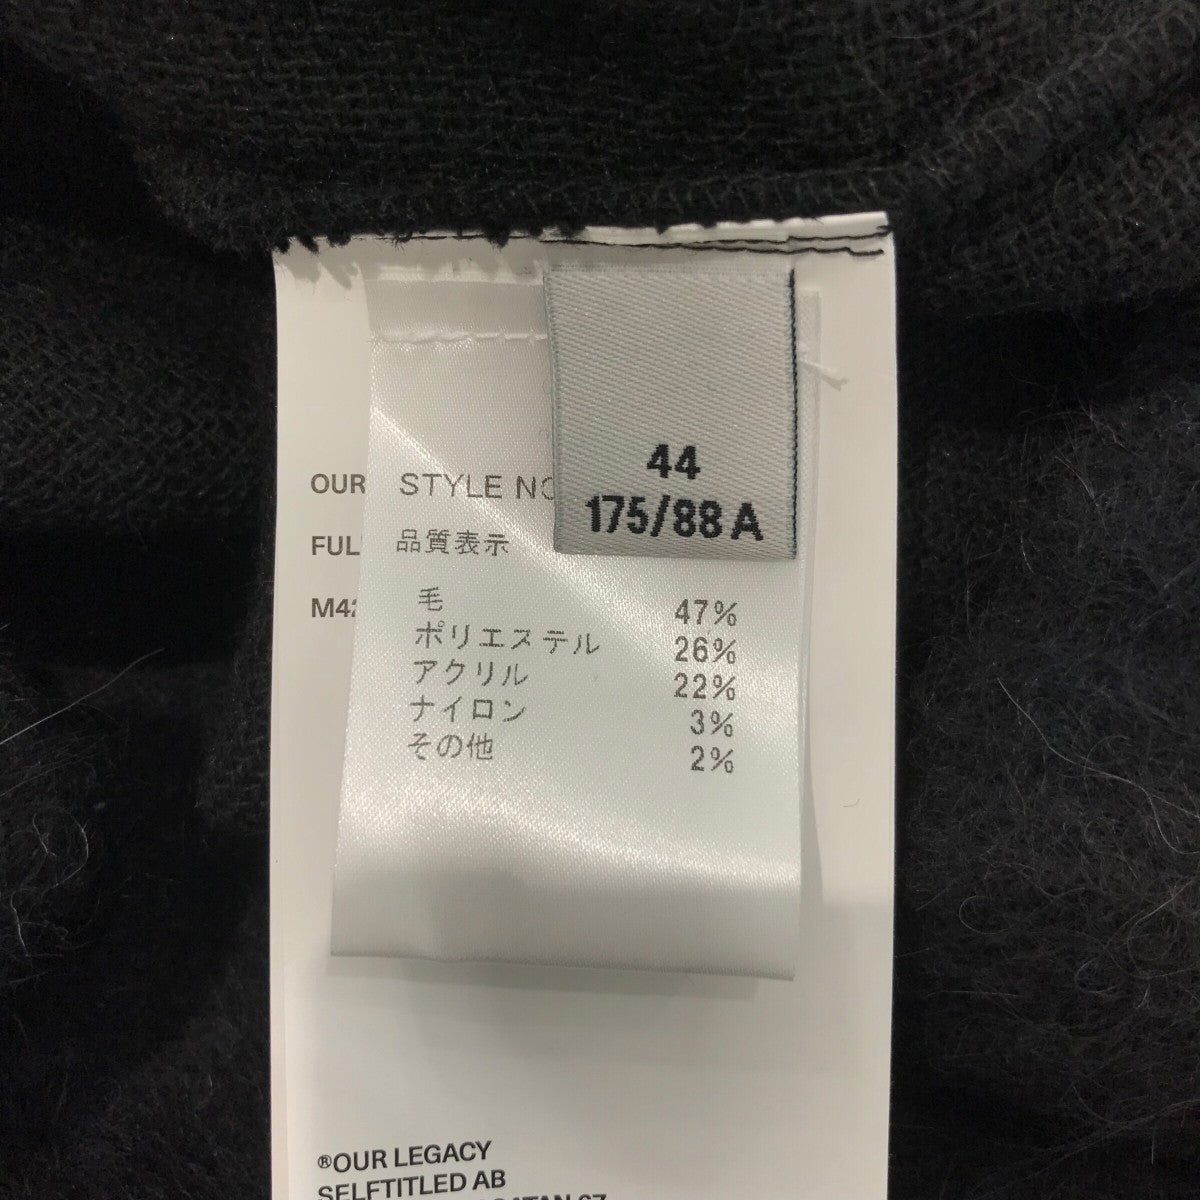 44
175/88 A
OUR
FUL
STYLE NO
品質表示
毛 47%
ポリエステル 26%
アクリル 22%
ナイロン 3%
その他 2%
®OUR LEGACY
SELFTITLED AB